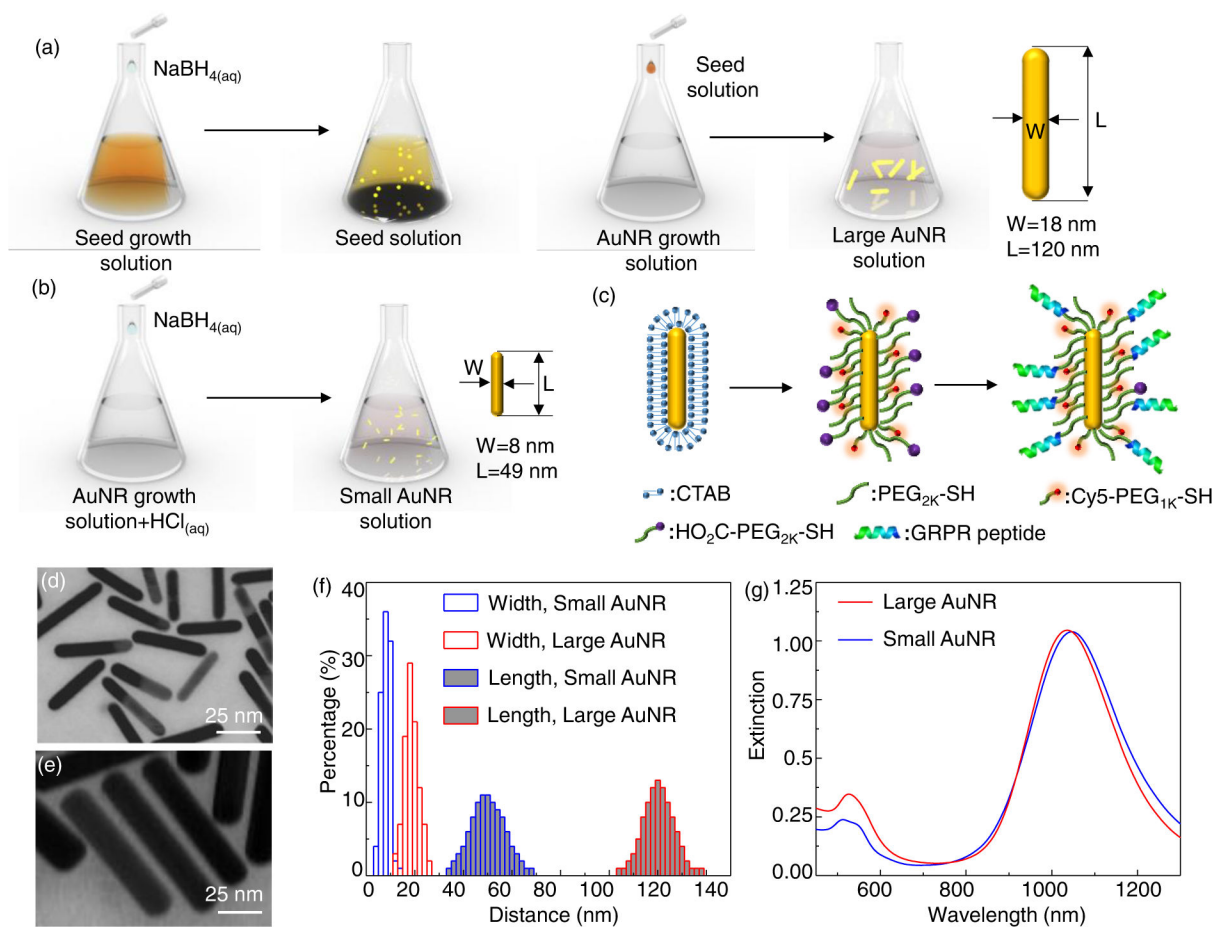 (a)
NaBH4(aq)
Seed growth
solution
Seed solution
Seed
solution
AuNR growth
solution
Large AuNR
solution
W
L
W=18 nm
L=120 nm
(b)
NaBH4(aq)
AuNR growth
solution+HCl(aq)
Small AuNR
solution
W
L
W=8 nm
L=49 nm
(c)
:CTAB
:PEG2K-SH
:Cy5-PEG1K-SH
:HO2C-PEG2K-SH
:GRPR peptide
(d)
25 nm
(e)
25 nm
(f)
Width, Small AuNR
Width, Large AuNR
Length, Small AuNR
Length, Large AuNR
Percentage (%)
40
30
20
10
0
0 20 40 60 80 100 120 140
Distance (nm)
(g)
Large AuNR
Small AuNR
Extinction
1.25
1.00
0.75
0.5
0.25
0.00
600 800 1000 1200
Wavelength (nm)